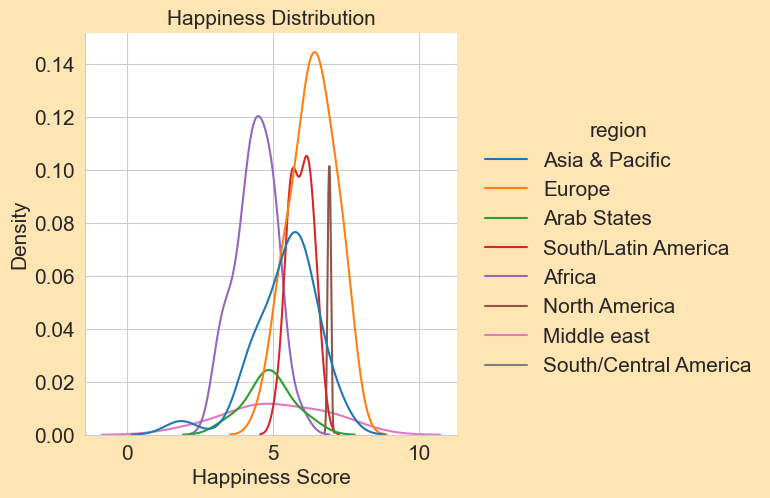 Happiness Distribution
0.14
0.12
0.10
0.08
0.06
0.04
0.02
0.00
Density
0
5
10
Happiness Score
region
Asia & Pacific
Europe
Arab States
South/Latin America
Africa
North America
Middle east
South/Central America